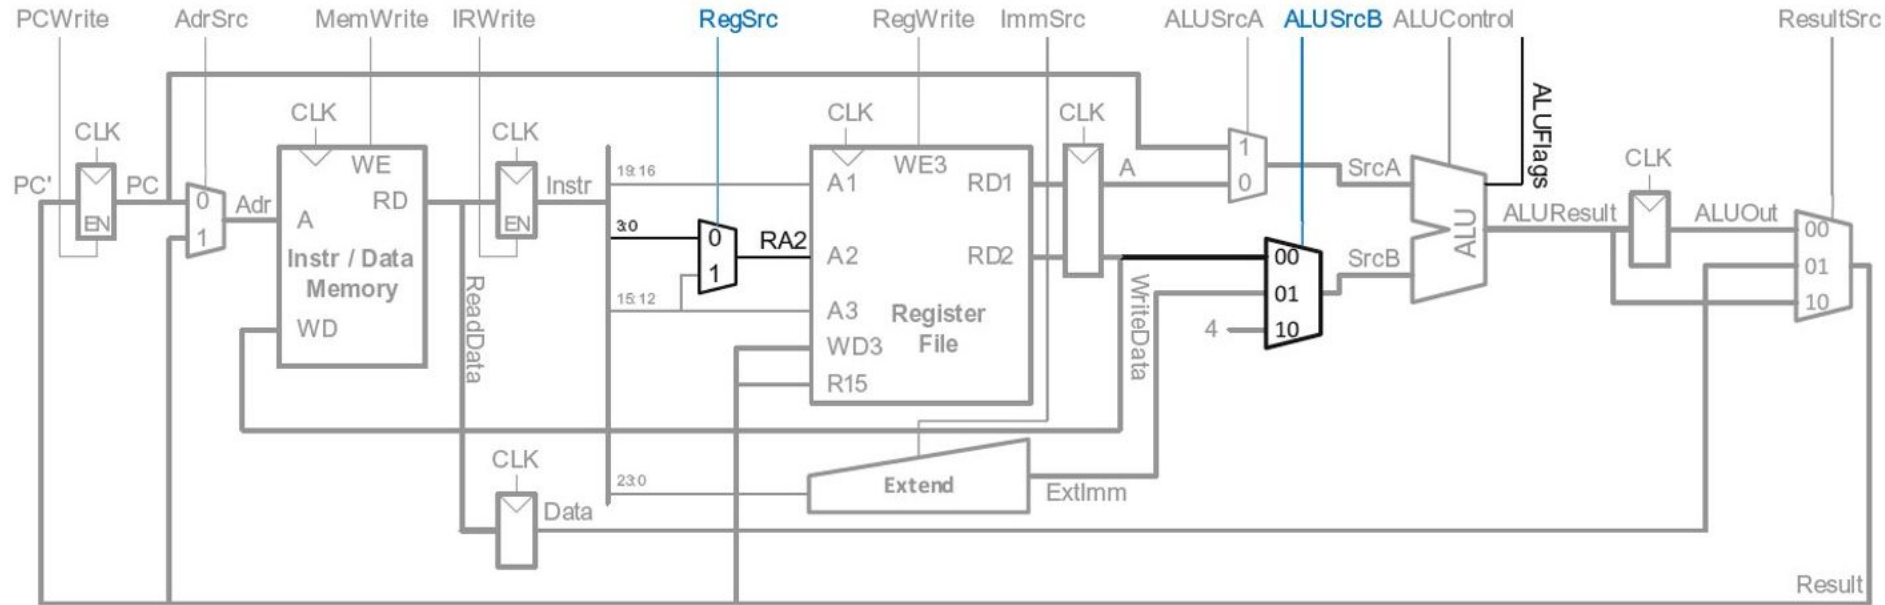 PCWrite AdrSrc MemWrite IRWrite RegSrc RegWrite ImmSrc ALUSrcA ALUSrcB ALUControl ResultSrc
CLK CLK CLK CLK CLK CLK
PC' EN PC
0
1
Adr
WE
RD
A
Instr / Data
Memory
WD
EN
Instr
ReadData
CLK
Data
19:16
3:0
15:12
23:0
0
1
RA2
WE3
A1 RD1
A2 RD2
A3
WD3
R15
Register
File
Extend
ExtImm
A
WriteData
1
0
SrcA
00
01
10
4
SrcB
ALU
ALUFlags
ALUResult
ALUOut
00
01
10
Result